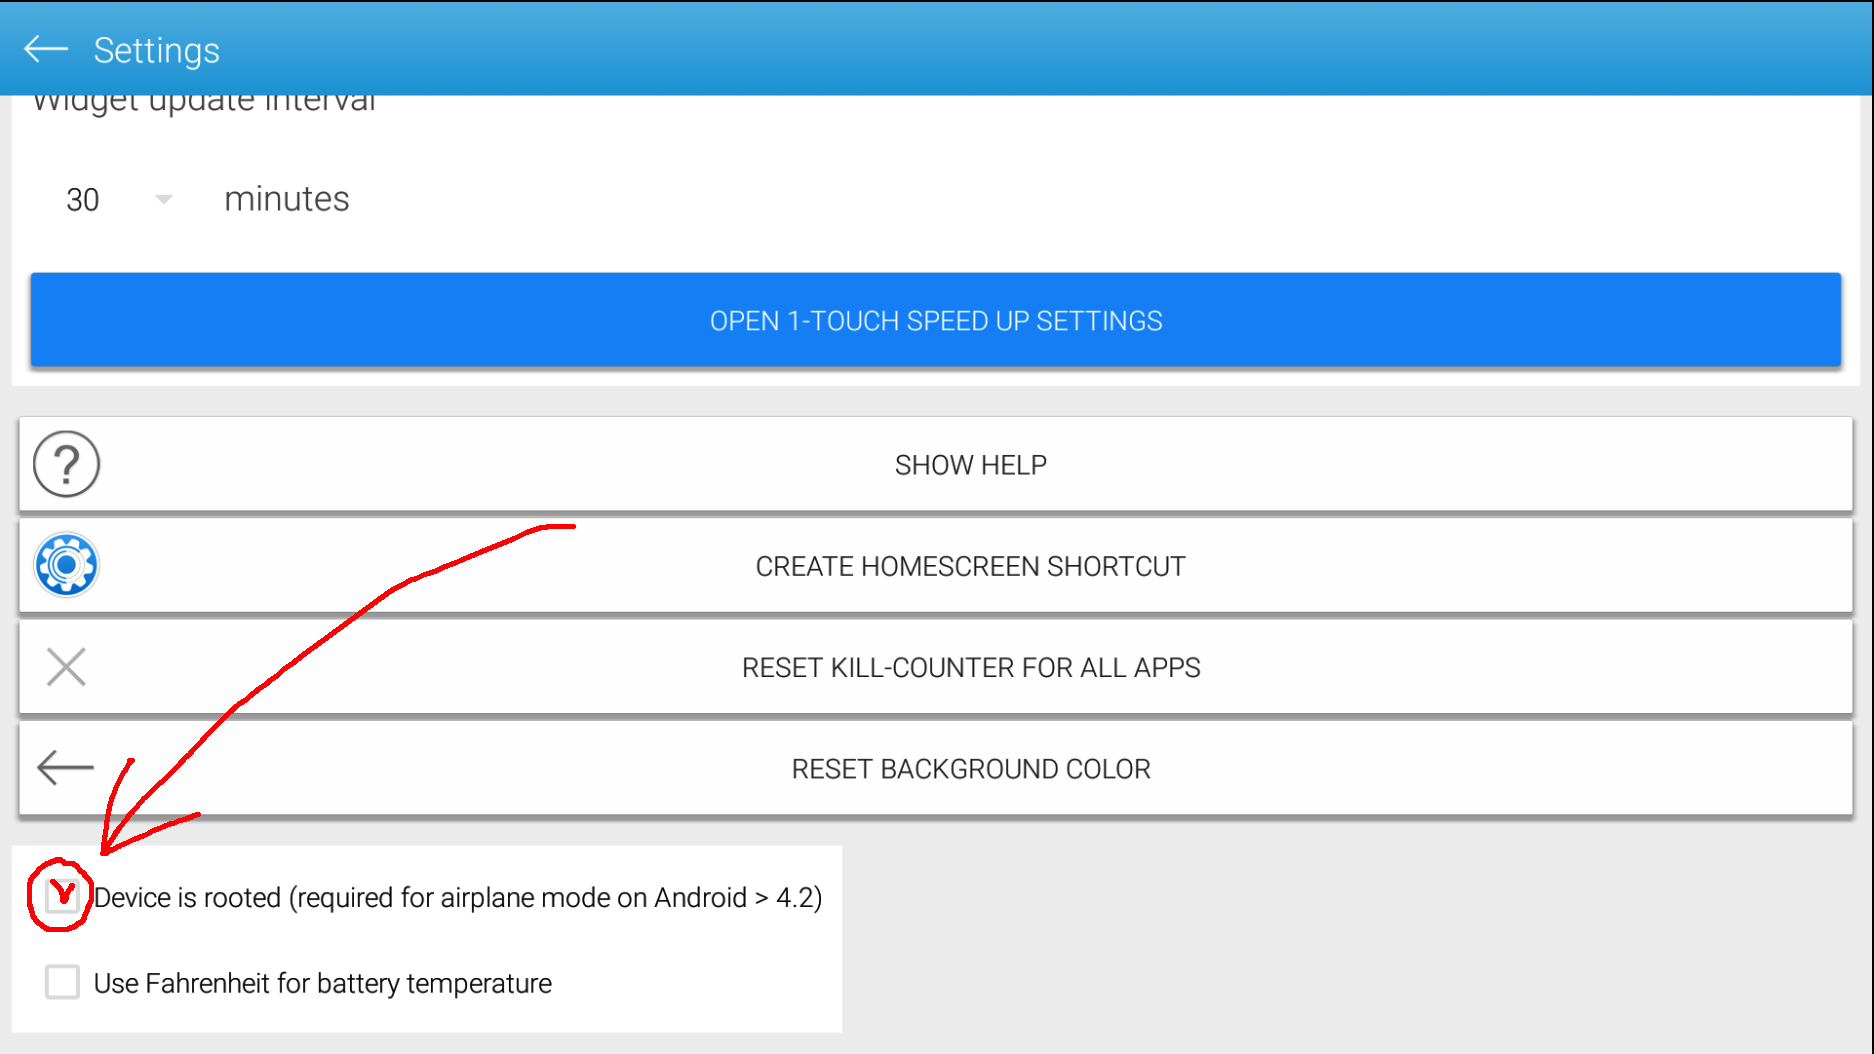 Settings
Widget update interval
30 minutes
OPEN 1-TOUCH SPEED UP SETTINGS
? SHOW HELP
CREATE HOMESCREEN SHORTCUT
RESET KILL-COUNTER FOR ALL APPS
RESET BACKGROUND COLOR
Device is rooted (required for airplane mode on Android > 4.2)
Use Fahrenheit for battery temperature